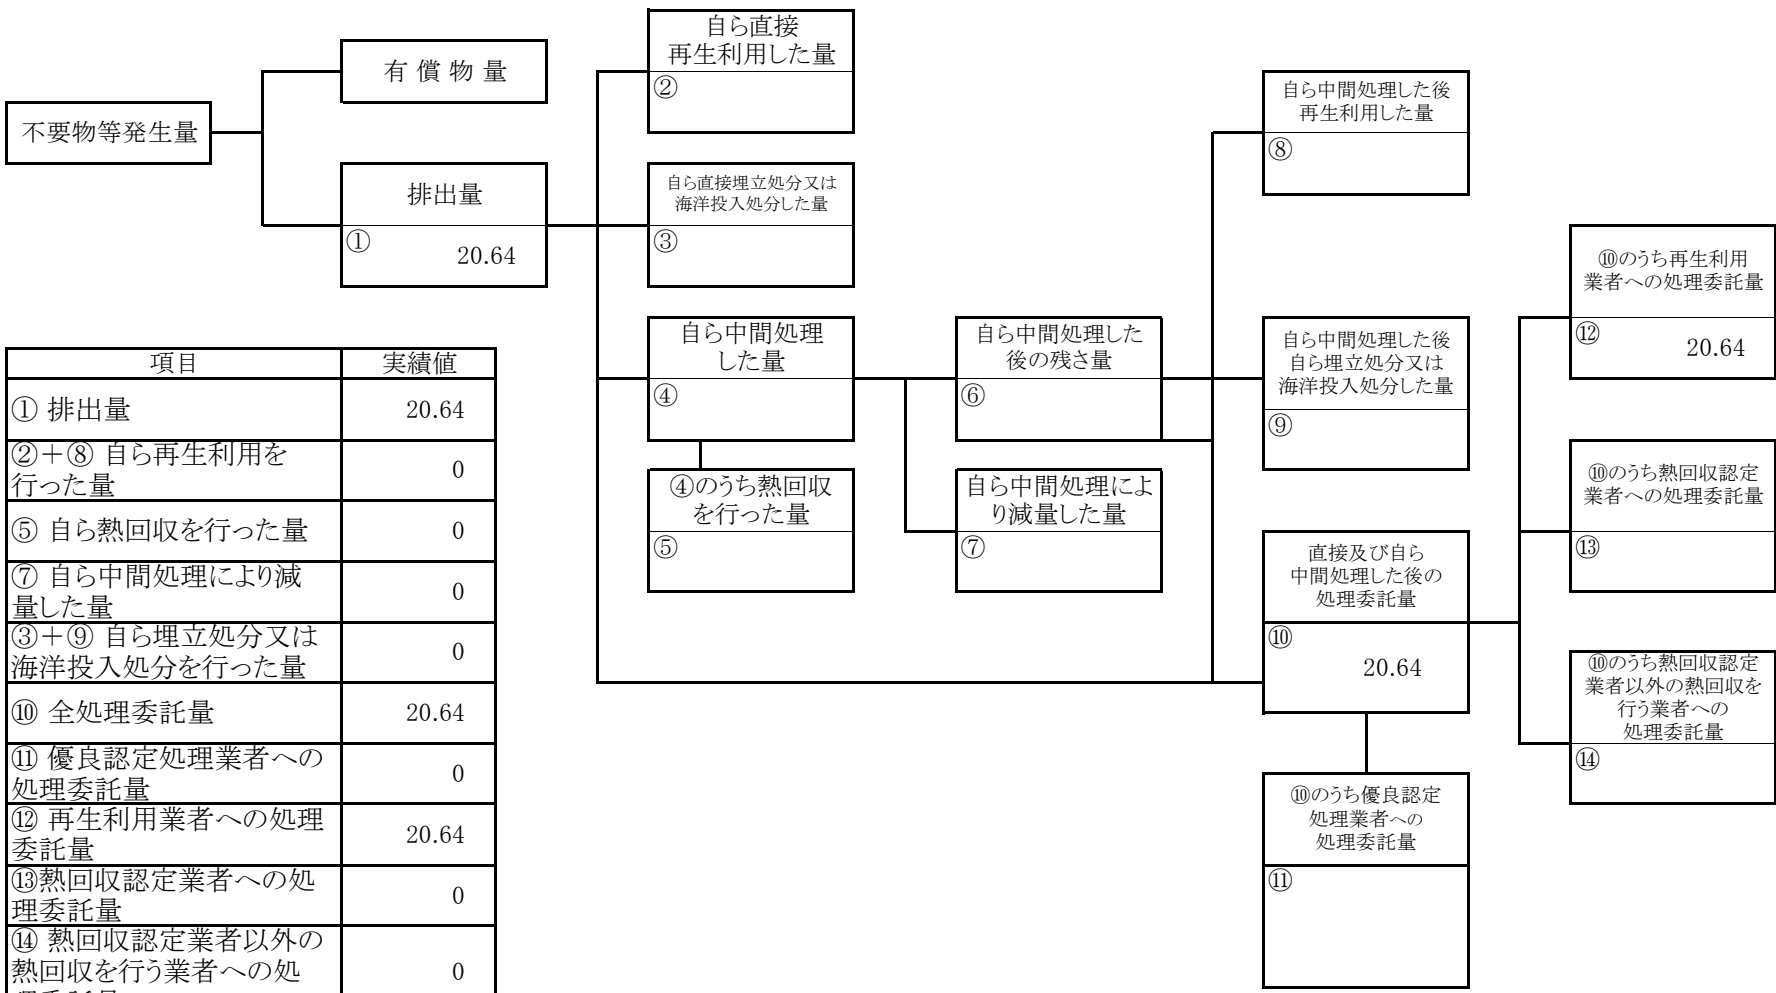 不要物等発生量
有 償 物 量
排出量
①
20.64
自ら直接
再生利用した量
②
自ら直接埋立処分又は
海洋投入処分した量
③
自ら中間処理
した量
④
④のうち熱回収
を行った量
⑤
自ら中間処理した
後の残さ量
⑥
自ら中間処理によ
り減量した量
⑦
自ら中間処理した後
再生利用した量
⑧
自ら中間処理した後
自ら埋立処分又は
海洋投入処分した量
⑨
直接及び自ら
中間処理した後の
処理委託量
⑩
20.64
⑩のうち優良認定
処理業者への
処理委託量
⑪
⑩のうち再生利用
業者への処理委託量
⑫
20.64
⑩のうち熱回収認定
業者への処理委託量
⑬
⑩のうち熱回収認定
業者以外の熱回収を
行う業者への
処理委託量
⑭
項目 実績値
① 排出量 20.64
②+⑧ 自ら再生利用を
行った量 0
⑤ 自ら熱回収を行った量 0
⑦ 自ら中間処理により減
量した量 0
③+⑨ 自ら埋立処分又は
海洋投入処分を行った量 0
⑩ 全処理委託量 20.64
⑪ 優良認定処理業者への
処理委託量 0
⑫ 再生利用業者への処理
委託量 20.64
⑬熱回収認定業者への処
理委託量 0
⑭ 熱回収認定業者以外の
熱回収を行う業者への処 0